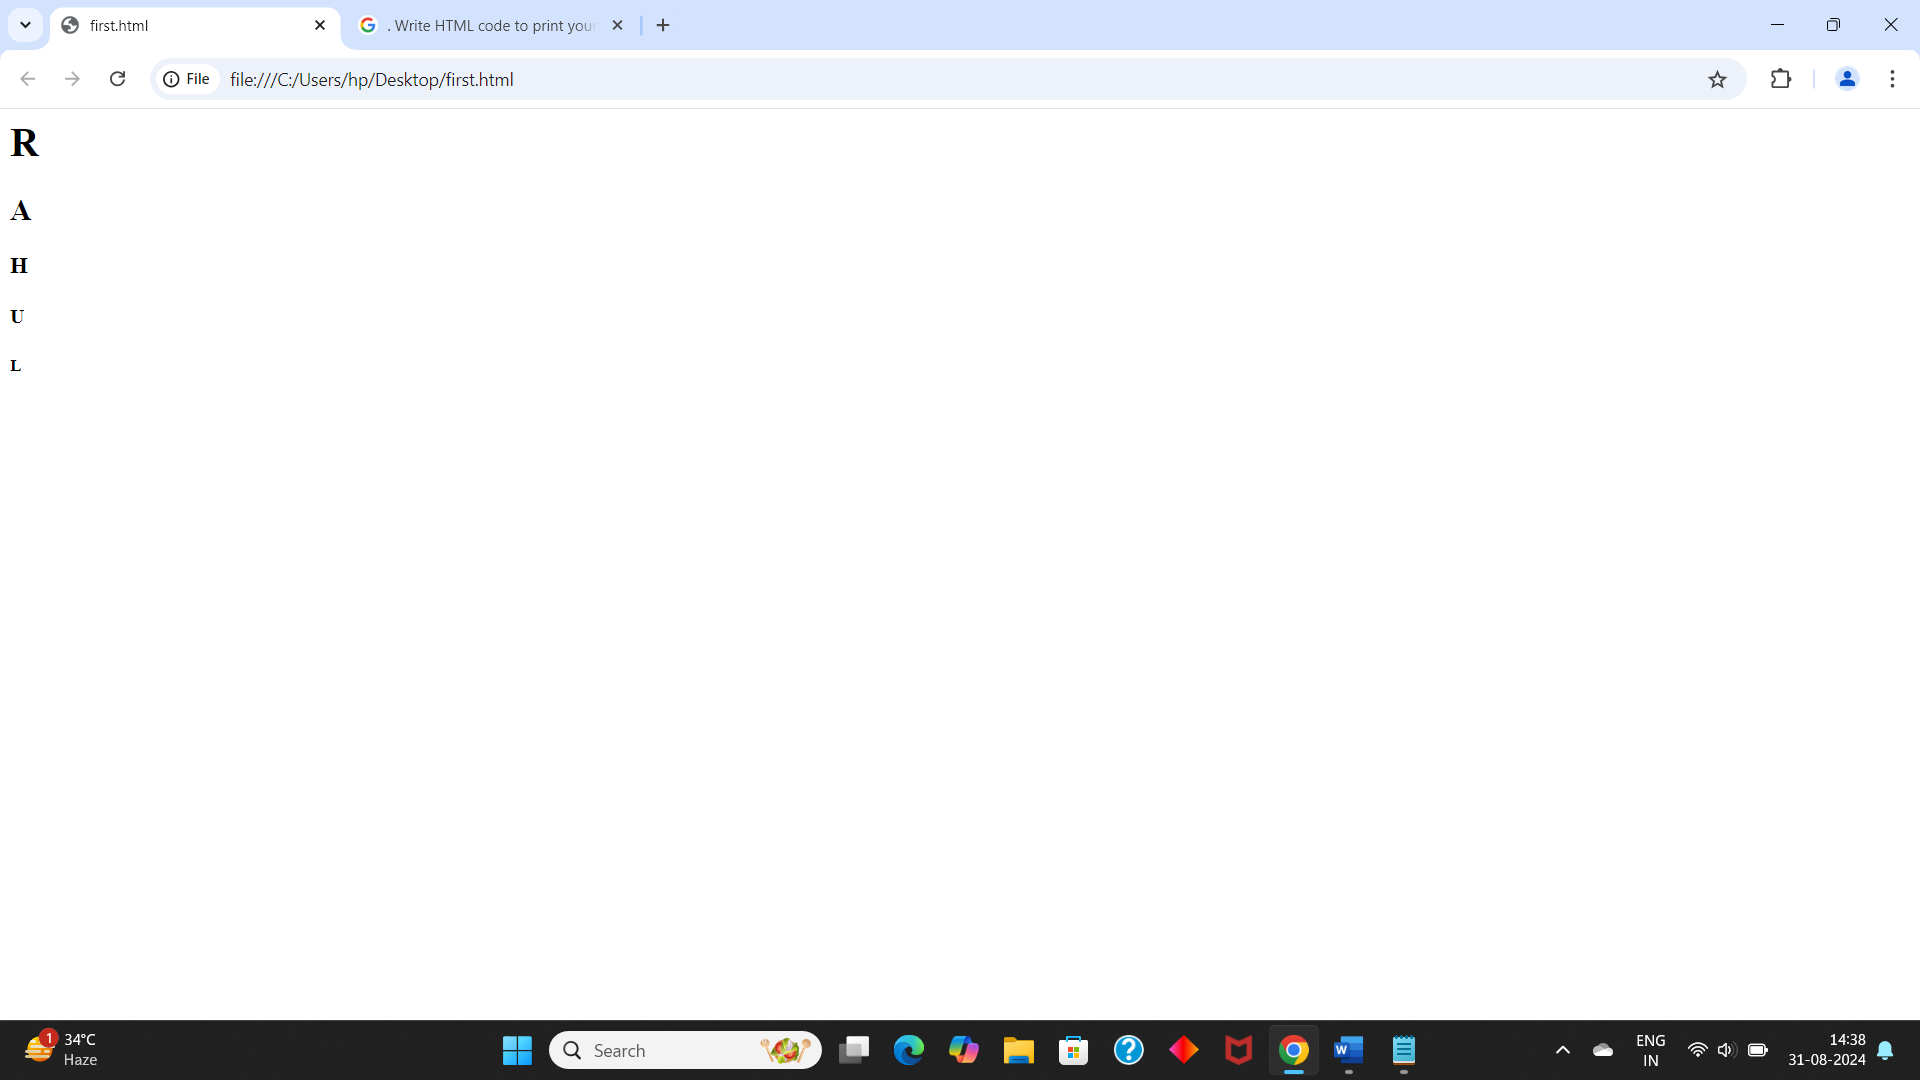 first.html
. Write HTML code to print your
File
file:///C:/Users/hp/Desktop/first.html
R
A
H
U
L
1
34°C
Haze
Search
W
ENG
IN
14:38
31-08-2024